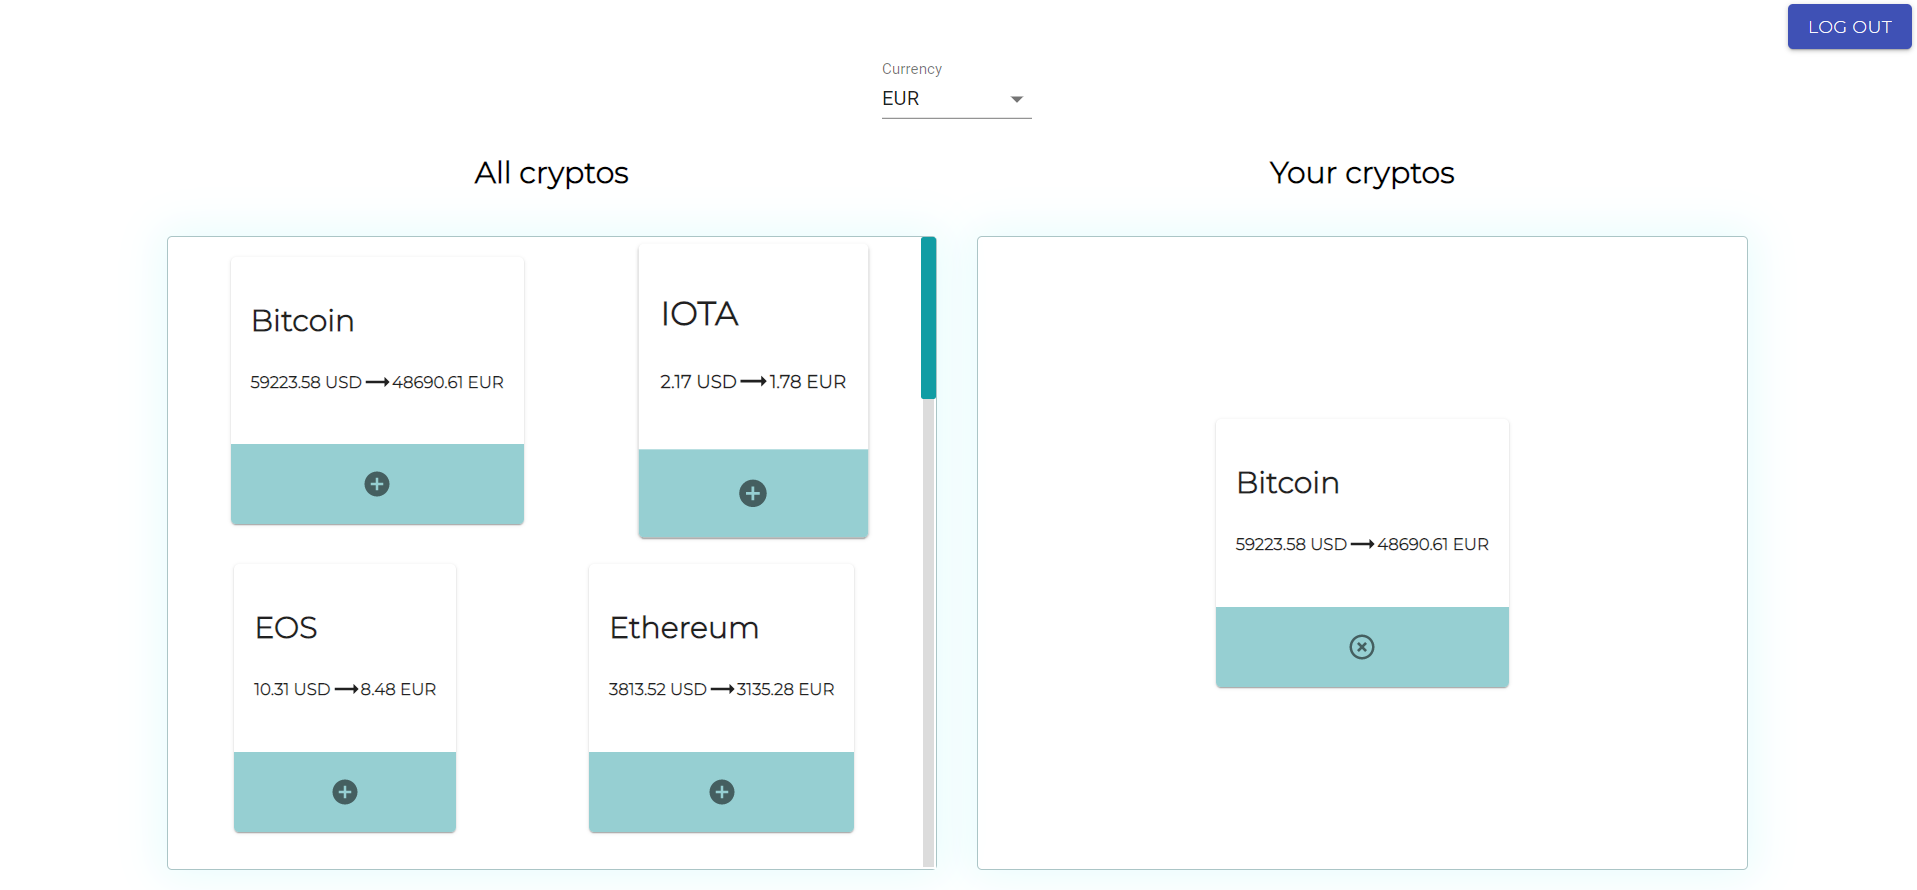 LOG OUT
Currency
EUR
All cryptos
Your cryptos
Bitcoin
59223.58 USD → 48690.61 EUR
IOTA
2.17 USD → 1.78 EUR
EOS
10.31 USD → 8.48 EUR
Ethereum
3813.52 USD → 3135.28 EUR
Bitcoin
59223.58 USD → 48690.61 EUR